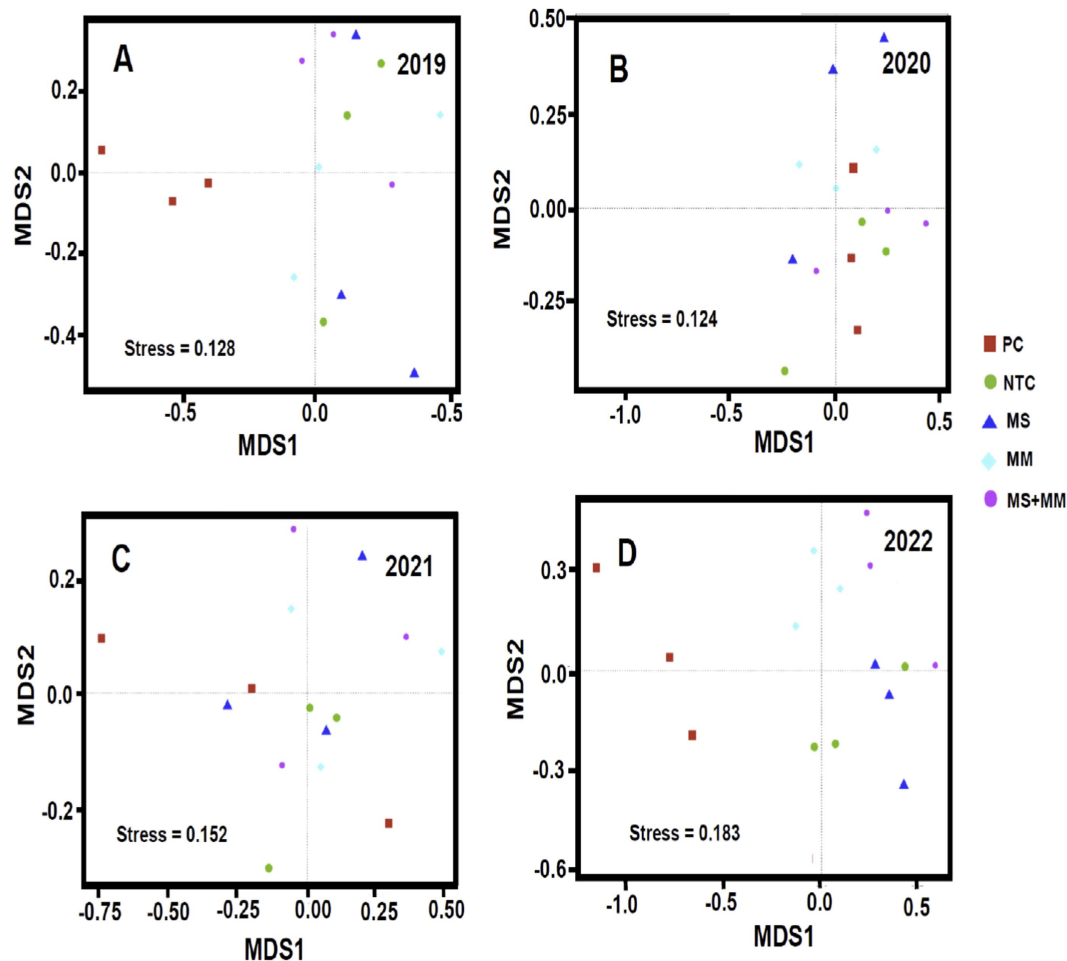 A
2019
0.2
0.0
-0.2
-0.4
MDS2
Stress = 0.128
-0.5
0.0
-0.5
MDS1
B
2020
0.50
0.25
0.00
-0.25
MDS2
Stress = 0.124
-1.0
-0.5
0.0
0.5
MDS1
PC
NTC
MS
MM
MS+MM
C
2021
0.2
0.0
-0.2
MDS2
Stress = 0.152
-0.75
-0.50
-0.25
0.00
0.25
0.50
MDS1
D
2022
0.3
0.0
-0.3
-0.6
MDS2
Stress = 0.183
-1.0
0.0
0.5
MDS1